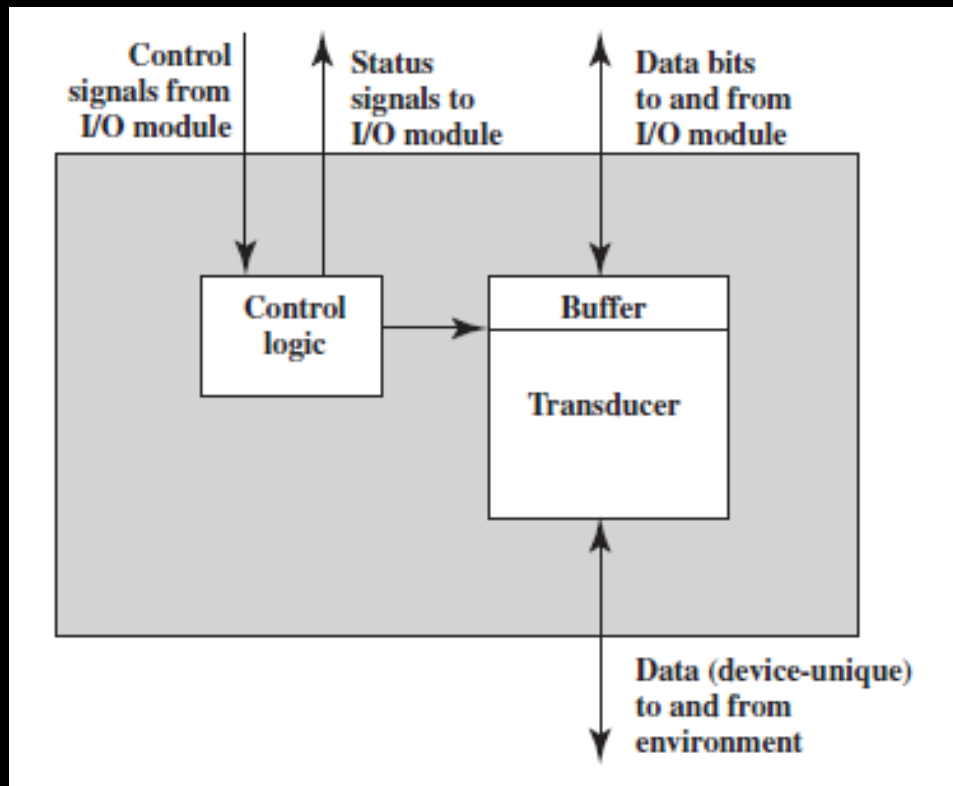 Control
signals from
I/O module
Status
signals to
I/O module
Data bits
to and from
I/O module
Control
logic
Buffer
Transducer
Data (device-unique)
to and from
environment